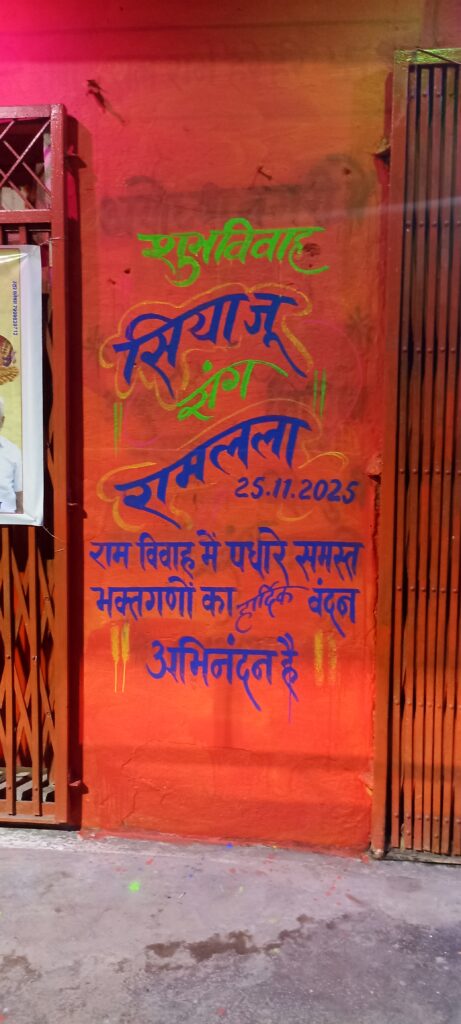 शुभविवाह
सियाजू
संग
रामलला
25.11.2025
राम विवाह में पधारे समस्त
भक्तगणों का हार्दिक वंदन
अभिनंदन है